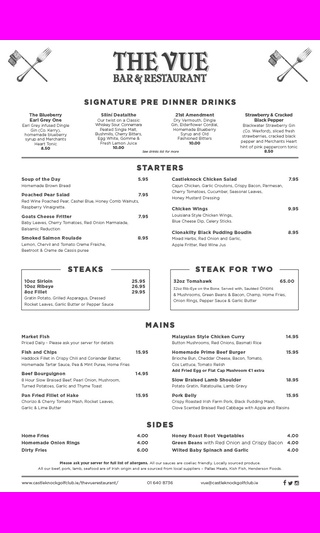 THE VUE
BAR & RESTAURANT
SIGNATURE PRE DINNER DRINKS
The Blueberry
Earl Grey One
Earl Grey Infused Dingle
Gin (Co. Kerry),
homemade blueberry
syrup and Merchants
Heart Tonic
8.50
Stíní Dealaithe
Our twist on a Classic
Whiskey Sour Connemara
Peated Single Malt,
Bushmills, Cherry Bitters,
Egg White, Gomme &
Fresh Lemon Juice
10.00
21st Amendment
Dry Vermouth, Dingle
Gin, Elderflower Cordial,
Homemade Blueberry
Syrup and Old
Fashioned Bitters
10.00
Strawberry & Cracked
Black Pepper
Blackwater Strawberry Gin
(Co. Wexford), sliced fresh
strawberries, cracked black
pepper and Merchants Heart
hint of pink peppercorn tonic
8.50
See drinks list for more
STARTERS
Soup of the Day 5.95
Homemade Brown Bread
Poached Pear Salad 7.95
Red Wine Poached Pear, Cashel Blue, Honey Comb Walnuts,
Raspberry Vinaigrette
Goats Cheese Fritter 7.95
Baby Leaves, Cherry Tomatoes, Red Onion Marmalade,
Balsamic Reduction
Smoked Salmon Roulade 8.95
Lemon, Chervil and Tomato Creme Fraiche,
Beetroot & Creme de Cassis puree
Castleknock Chicken Salad 7.95
Cajun Chicken, Garlic Croutons, Crispy Bacon, Parmesan,
Cherry Tomatoes, Cucumber, Seasonal Leaves,
Honey Mustard Dressing
Chicken Wings 9.95
Louisiana Style Chicken Wings,
Blue Cheese Dip, Celery Sticks
Clonakilty Black Pudding Boudin 8.95
Mixed Herbs, Red Onion and Garlic,
Apple Fritter, Red Wine Jus
STEAKS
10oz Sirloin 25.95
10oz Ribeye 26.95
8oz Fillet 29.95
Gratin Potato, Grilled Asparagus, Dressed
Rocket Leaves, Garlic Butter or Pepper Sauce
STEAK FOR TWO
32oz Tomahawk 65.00
32oz Rib-Eye on the Bone. Served with, Sauteed Onions
& Mushrooms, Green Beans & Bacon, Champ, Home Fries,
Onion Rings, Pepper Sauce & Garlic Butter
MAINS
Market Fish
Priced Daily - Please ask your server for details
Fish and Chips 15.95
Haddock Fillet in Crispy Chilli and Coriander Batter,
Homemade Tartar Sauce, Pea & Mint Puree, Home Fries
Beef Bourguignon 14.95
8 Hour Slow Braised Beef, Pearl Onion, Mushroom,
Turned Potatoes, Garlic and Thyme Toast
Pan Fried Fillet of Hake 15.95
Chorizo & Cherry Tomato Mash, Rocket Leaves,
Garlic & Lime Butter
Malaysian Style Chicken Curry 14.95
Button Mushrooms, Red Onions, Basmati Rice
Homemade Prime Beef Burger 15.95
Brioche Bun, Cheddar Cheese, Bacon, Tomato,
Cos Lettuce, Tomato Relish.
Add Fried Egg or Flat Cap Mushroom €1 extra
Slow Braised Lamb Shoulder 16.95
Potato Gratin, Ratatouille, Lamb Gravy
Pork Belly 15.95
Crispy Roasted Irish Farm Pork, Black Pudding Mash,
Clove Scented Braised Red Cabbage with Apple and Raisins
SIDES
Home Fries 4.00
Homemade Onion Rings 4.00
Dirty Fries 6.00
Honey Roast Root Vegetables 4.00
Green Beans with Red Onion and Crispy Bacon 4.00
Wilted Baby Spinach and Garlic 4.00
Please ask your server for full list of allergens. All our sauces are coeliac friendly. Locally sourced produce
All our beef, pork, lamb, seafood are of Irish origin and are sourced from local suppliers - Pallas Meats, Kish Fish, Henderson Foods
www.castleknockgolfclub.ie/thevuerestaurant/ 01 640 8736 vue@castleknockgolfclub.ie